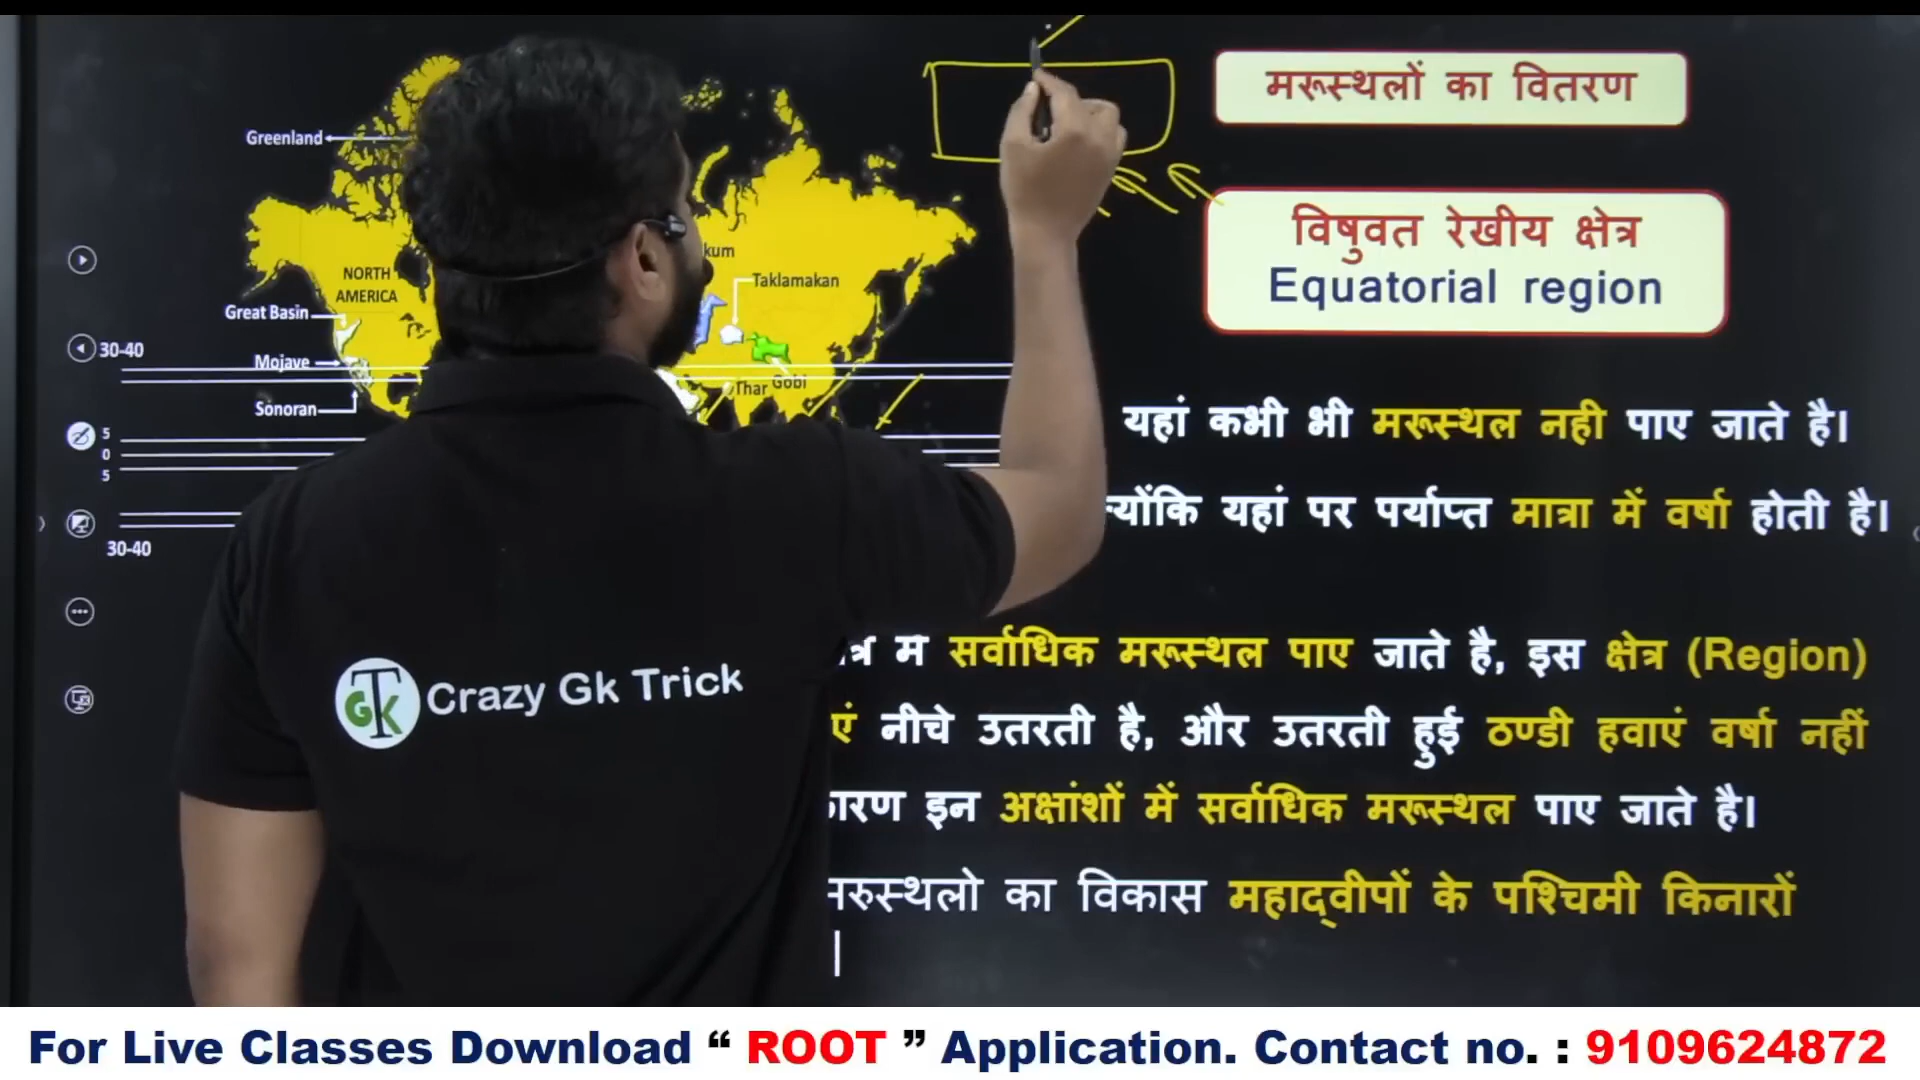 मरूस्थलों का वितरण
Greenland
विषुवत रेखीय क्षेत्र
Equatorial region
kum
Taklamakan
NORTH
AMERICA
Great Basin
30-40
Mojave
Thar Gobi
Sonoran
यहां कभी भी मरूस्थल नही पाए जाते है।
5
0
5
यहां पर पर्याप्त मात्रा में वर्षा होती है।
30-40
सर्वाधिक मरूस्थल पाए जाते है, इस क्षेत्र (Region)
नीचे उतरती है, और उतरती हुई ठण्डी हवाएं वर्षा नहीं
GTK Crazy Gk Trick
इन अक्षांशों में सर्वाधिक मरूस्थल पाए जाते है।
का विकास महाद्वीपों के पश्चिमी किनारों
For Live Classes Download “ ROOT ” Application. Contact no. : 9109624872